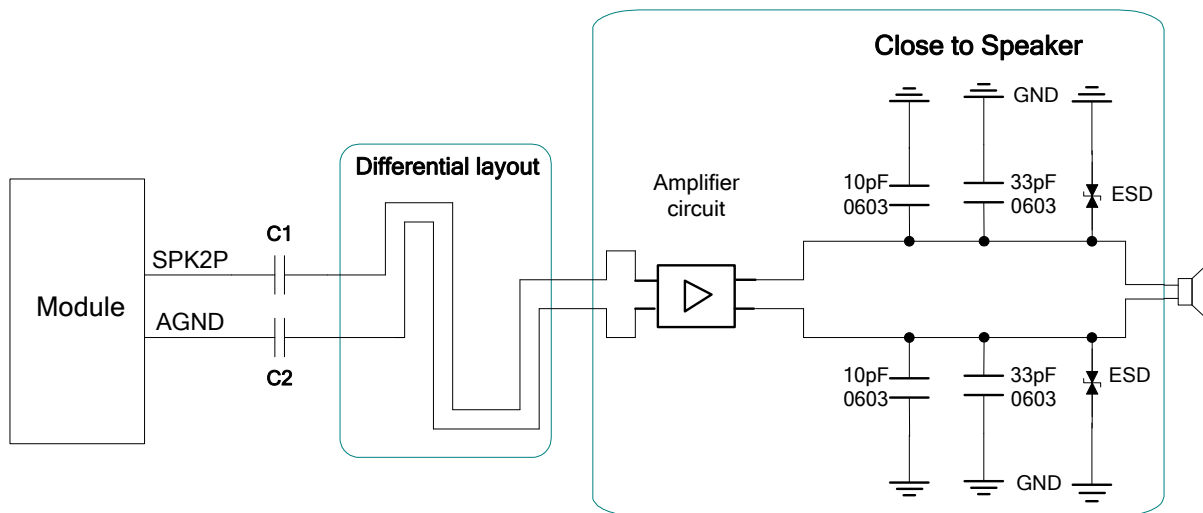 Close to Speaker
GND
Differential layout
Amplifier
circuit
10pF
0603
33pF
0603
ESD
C1
SPK2P
Module
AGND
C2
10pF
0603
33pF
0603
ESD
GND